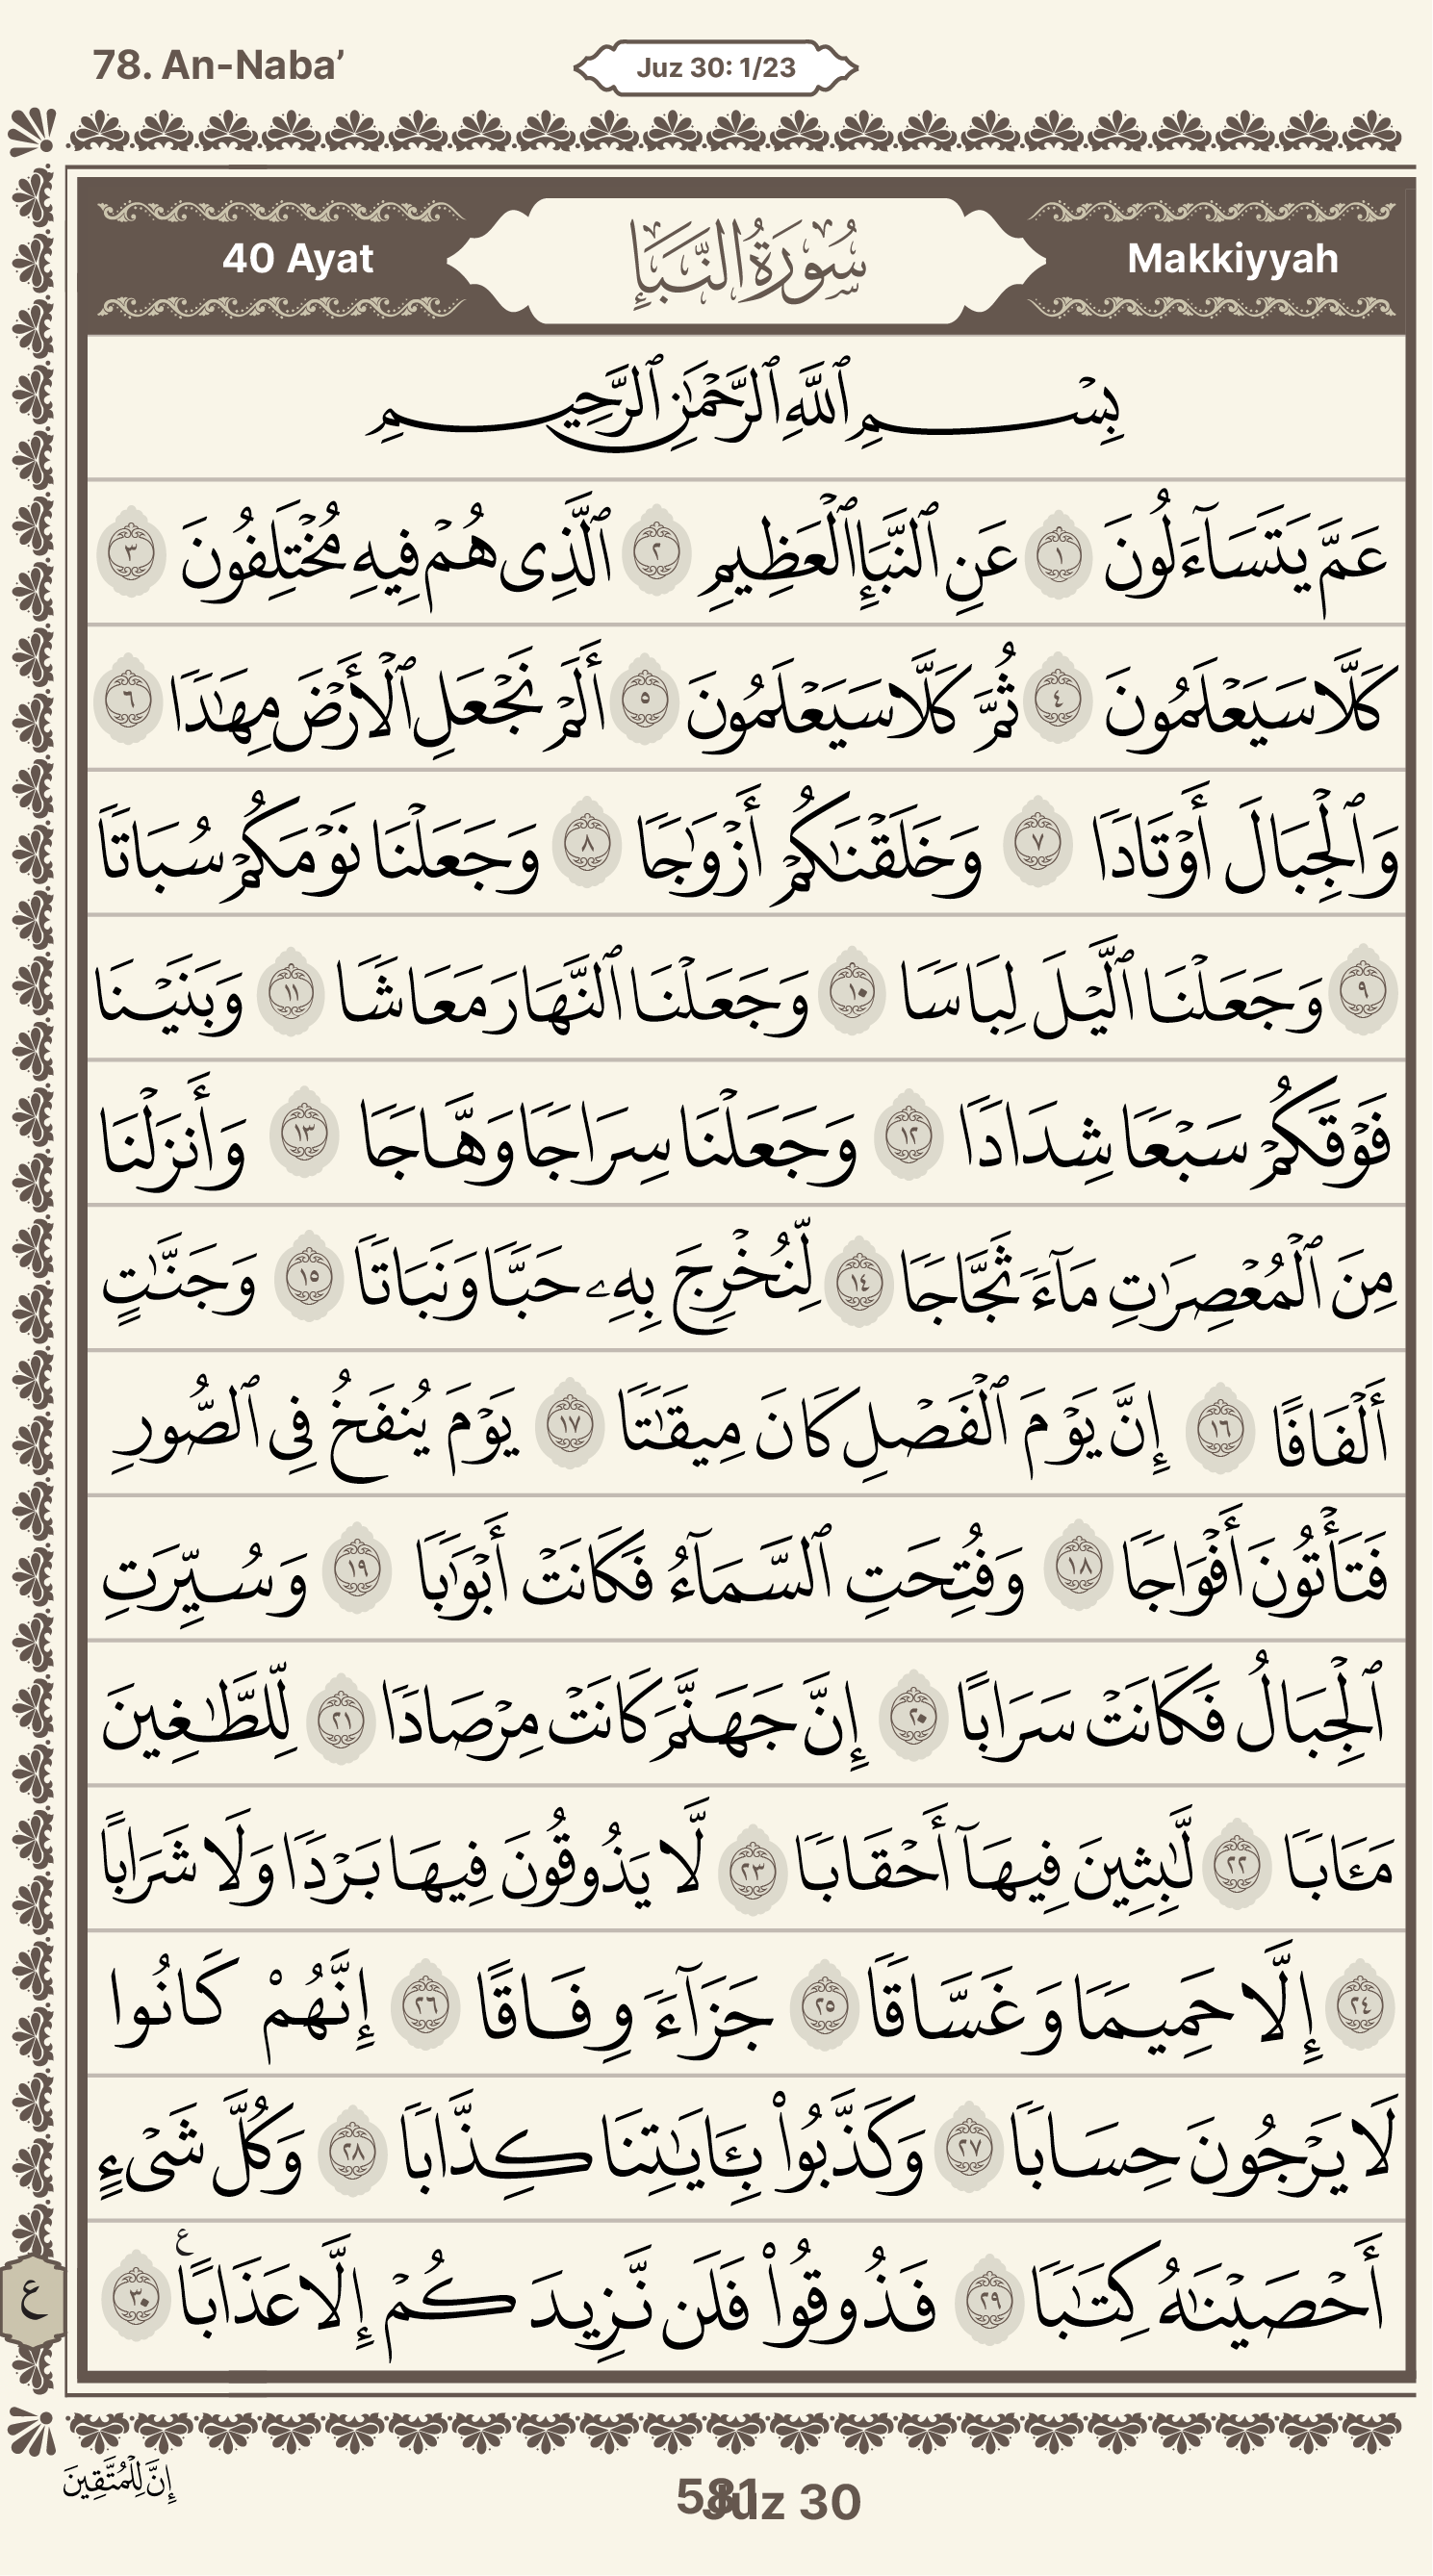 78. An-Naba’
Juz 30: 1/23
40 Ayat
سُورَةُ النَّبَإِ
Makkiyyah
بِسْمِ ٱللَّهِ ٱلرَّحْمَٰنِ ٱلرَّحِيمِ
عَمَّ يَتَسَآءَلُونَ ١ عَنِ ٱلنَّبَإِ ٱلْعَظِيمِ ٢ ٱلَّذِى هُمْ فِيهِ مُخْتَلِفُونَ ٣
كَلَّا سَيَعْلَمُونَ ٤ ثُمَّ كَلَّا سَيَعْلَمُونَ ٥ أَلَمْ نَجْعَلِ ٱلْأَرْضَ مِهَٰدًا ٦
وَٱلْجِبَالَ أَوْتَادًا ٧ وَخَلَقْنَٰكُمْ أَزْوَٰجًا ٨ وَجَعَلْنَا نَوْمَكُمْ سُبَاتًا
٩ وَجَعَلْنَا ٱلَّيْلَ لِبَاسًا ١٠ وَجَعَلْنَا ٱلنَّهَارَ مَعَاشًا ١١ وَبَنَيْنَا
فَوْقَكُمْ سَبْعًا شِدَادًا ١٢ وَجَعَلْنَا سِرَاجًا وَهَّاجًا ١٣ وَأَنزَلْنَا
مِنَ ٱلْمُعْصِرَٰتِ مَآءً ثَجَّاجًا ١٤ لِّنُخْرِجَ بِهِۦ حَبًّا وَنَبَاتًا ١٥ وَجَنَّٰتٍ
أَلْفَافًا ١٦ إِنَّ يَوْمَ ٱلْفَصْلِ كَانَ مِيقَٰتًا ١٧ يَوْمَ يُنفَخُ فِى ٱلصُّورِ
فَتَأْتُونَ أَفْوَاجًا ١٨ وَفُتِحَتِ ٱلسَّمَآءُ فَكَانَتْ أَبْوَٰبًا ١٩ وَسُيِّرَتِ
ٱلْجِبَالُ فَكَانَتْ سَرَابًا ٢٠ إِنَّ جَهَنَّمَ كَانَتْ مِرْصَادًا ٢١ لِّلطَّٰغِينَ
مَـَٔابًا ٢٢ لَّٰبِثِينَ فِيهَآ أَحْقَابًا ٢٣ لَّا يَذُوقُونَ فِيهَا بَرْدًا وَلَا شَرَابًا
٢٤ إِلَّا حَمِيمًا وَغَسَّاقًا ٢٥ جَزَآءً وِفَاقًا ٢٦ إِنَّهُمْ كَانُوا
لَا يَرْجُونَ حِسَابًا ٢٧ وَكَذَّبُوا۟ بِـَٔايَٰتِنَا كِذَّابًا ٢٨ وَكُلَّ شَىْءٍ
أَحْصَيْنَٰهُ كِتَٰبًا ٢٩ فَذُوقُوا۟ فَلَن نَّزِيدَكُمْ إِلَّا عَذَابًا ع ٣٠
ع
إِنَّ لِلْمُتَّقِينَ
581
Juz 30